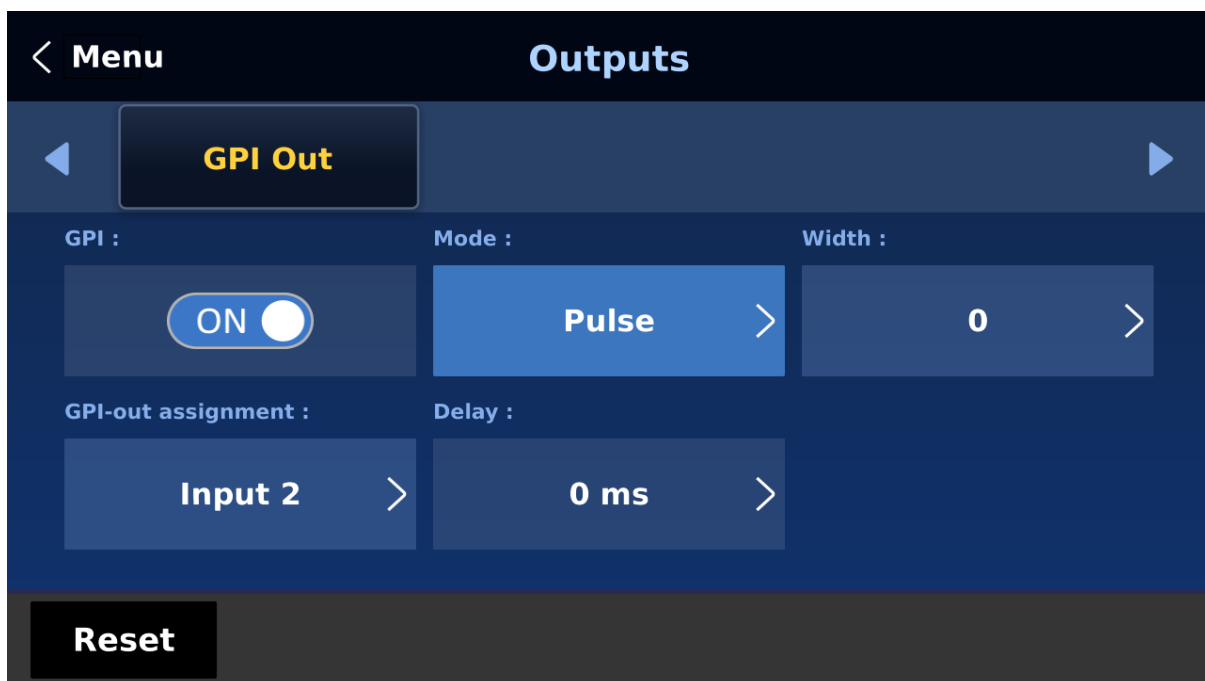 Menu
Outputs
GPI Out
GPI :
Mode :
Width :
ON
Pulse
0
GPI-out assignment :
Delay :
Input 2
0 ms
Reset